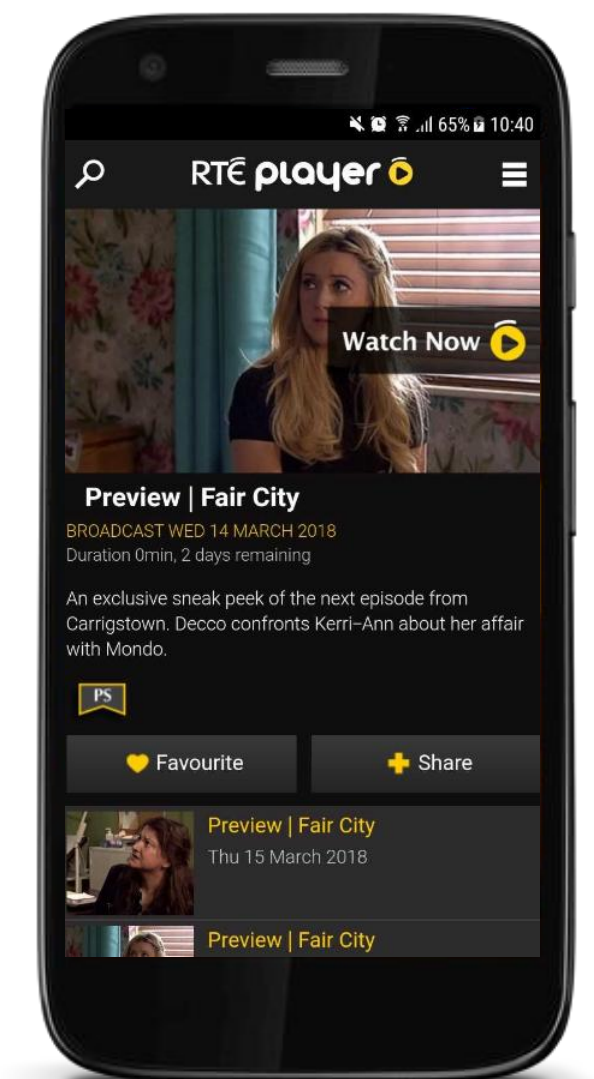 65% 10:40
RTÉ player
Watch Now
Preview | Fair City
BROADCAST WED 14 MARCH 2018
Duration 0min, 2 days remaining
An exclusive sneak peek of the next episode from
Carrigstown. Decco confronts Kerri–Ann about her affair
with Mondo.
PS
Favourite
Share
Preview | Fair City
Thu 15 March 2018
Preview | Fair City